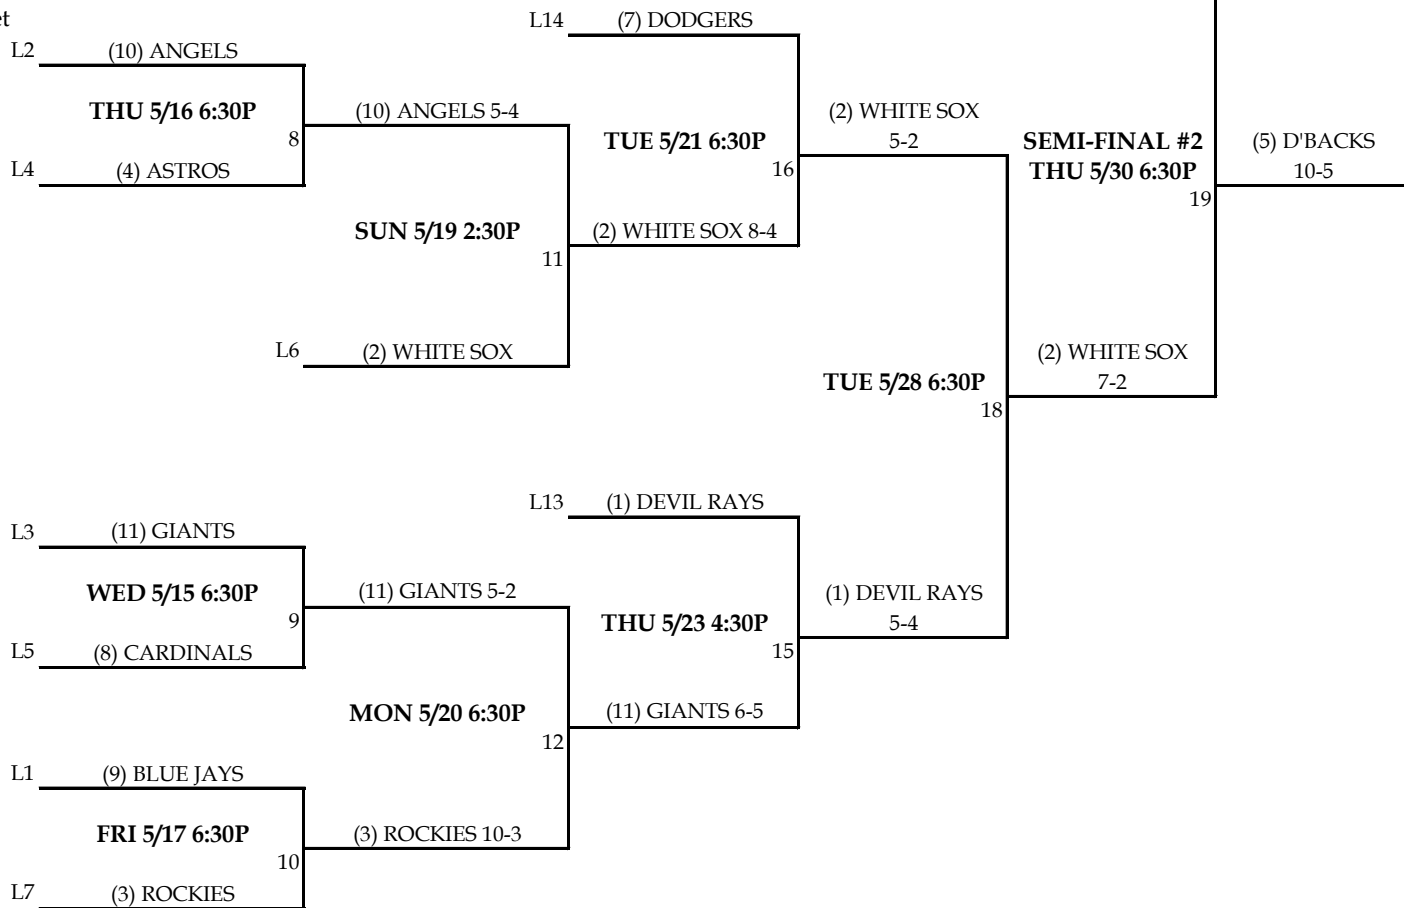 et
L14 (7) DODGERS
L2 (10) ANGELS
THU 5/16 6:30P
(10) ANGELS 5-4
(2) WHITE SOX
8
TUE 5/21 6:30P
5-2
SEMI-FINAL #2
(5) D'BACKS
L4 (4) ASTROS
16
THU 5/30 6:30P
10-5
19
SUN 5/19 2:30P
(2) WHITE SOX 8-4
11
L6 (2) WHITE SOX
(2) WHITE SOX
TUE 5/28 6:30P
7-2
18
L13 (1) DEVIL RAYS
L3 (11) GIANTS
WED 5/15 6:30P
(11) GIANTS 5-2
(1) DEVIL RAYS
9
THU 5/23 4:30P
5-4
L5 (8) CARDINALS
15
MON 5/20 6:30P
(11) GIANTS 6-5
12
L1 (9) BLUE JAYS
FRI 5/17 6:30P
(3) ROCKIES 10-3
10
L7 (3) ROCKIES